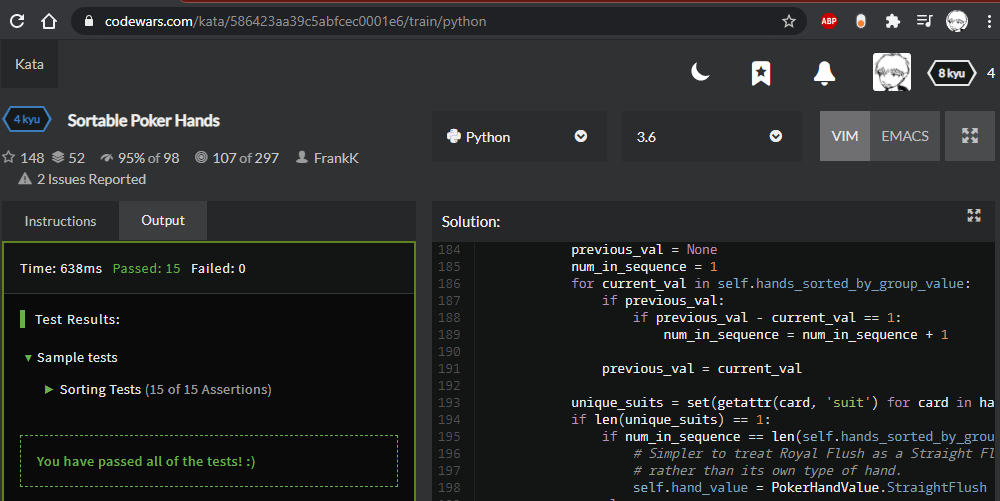 codewars.com/kata/586423aa39c5abfcec0001e6/train/python
ABP
Kata
8 kyu
4
4 kyu
Sortable Poker Hands
148
52
95% of 98
107 of 297
FrankK
2 Issues Reported
Python
3.6
VIM
EMACS
Instructions
Output
Time: 638ms
Passed: 15
Failed: 0
Test Results:
Sample tests
Sorting Tests (15 of 15 Assertions)
You have passed all of the tests! :)
Solution:
184 previous_val = None
185 num_in_sequence = 1
186 for current_val in self.hands_sorted_by_group_value:
187 if previous_val:
188 if previous_val - current_val == 1:
189 num_in_sequence = num_in_sequence + 1
190
191 previous_val = current_val
192
193 unique_suits = set(getattr(card, 'suit') for card in ha
194 if len(unique_suits) == 1:
195 if num_in_sequence == len(self.hands_sorted_by_grou
196 # Simpler to treat Royal Flush as a Straight Fl
197 # rather than its own type of hand.
198 self.hand_value = PokerHandValue.StraightFlush